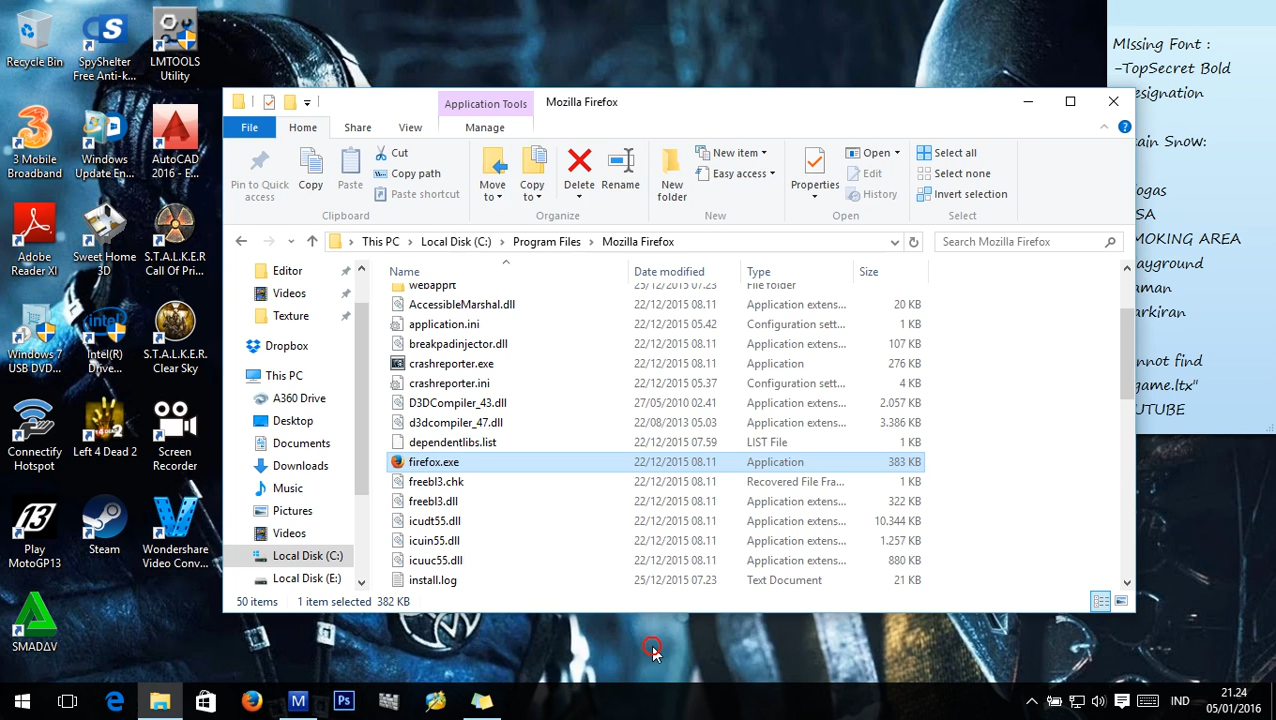 Recycle Bin
SpyShelter Free Anti-k...
LMTOOLS Utility
3 Mobile Broadband
Windows Update En...
AutoCAD 2016 - E...
Adobe Reader XI
Sweet Home 3D
S.T.A.L.K.E.R Call Of Pri...
Windows 7 USB DVD...
Intel(R) Drive...
S.T.A.L.K.E.R. Clear Sky
Connectify Hotspot
Left 4 Dead 2
Screen Recorder
Play MotoGP13
Steam
Wondershare Video Conv...
SMADΔV
Application Tools
Mozilla Firefox
File
Home
Share
View
Manage
Pin to Quick access
Copy
Paste
Cut
Copy path
Paste shortcut
Clipboard
Move to
Copy to
Delete
Rename
Organize
New folder
New item
Easy access
New
Properties
Open
Edit
History
Open
Select all
Select none
Invert selection
Select
This PC > Local Disk (C:) > Program Files > Mozilla Firefox
Search Mozilla Firefox
Editor
Videos
Texture
Dropbox
This PC
A360 Drive
Desktop
Documents
Downloads
Music
Pictures
Videos
Local Disk (C:)
Local Disk (E:)
Name Date modified Type Size
webapprt 25/12/2015 07.23 File folder
AccessibleMarshal.dll 22/12/2015 08.11 Application extens... 20 KB
application.ini 22/12/2015 05.42 Configuration sett... 1 KB
breakpadinjector.dll 22/12/2015 08.11 Application extens... 107 KB
crashreporter.exe 22/12/2015 08.11 Application 276 KB
crashreporter.ini 22/12/2015 05.37 Configuration sett... 4 KB
D3DCompiler_43.dll 27/05/2010 02.41 Application extens... 2.057 KB
d3dcompiler_47.dll 22/08/2013 05.03 Application extens... 3.386 KB
dependentlibs.list 22/12/2015 07.59 LIST File 1 KB
firefox.exe 22/12/2015 08.11 Application 383 KB
freebl3.chk 22/12/2015 08.11 Recovered File Fra... 1 KB
freebl3.dll 22/12/2015 08.11 Application extens... 322 KB
icudt55.dll 22/12/2015 08.11 Application extens... 10.344 KB
icuin55.dll 22/12/2015 08.11 Application extens... 1.257 KB
icuuc55.dll 22/12/2015 08.11 Application extens... 880 KB
install.log 25/12/2015 07.23 Text Document 21 KB
50 items 1 item selected 382 KB
MIssing Font :
-TopSecret Bold
esignation
ain Snow:
ogas
SA
MOKING AREA
layground
aman
arkiran
nnot find
game.ltx"
UTUBE
M
Ps
IND
21.24
05/01/2016